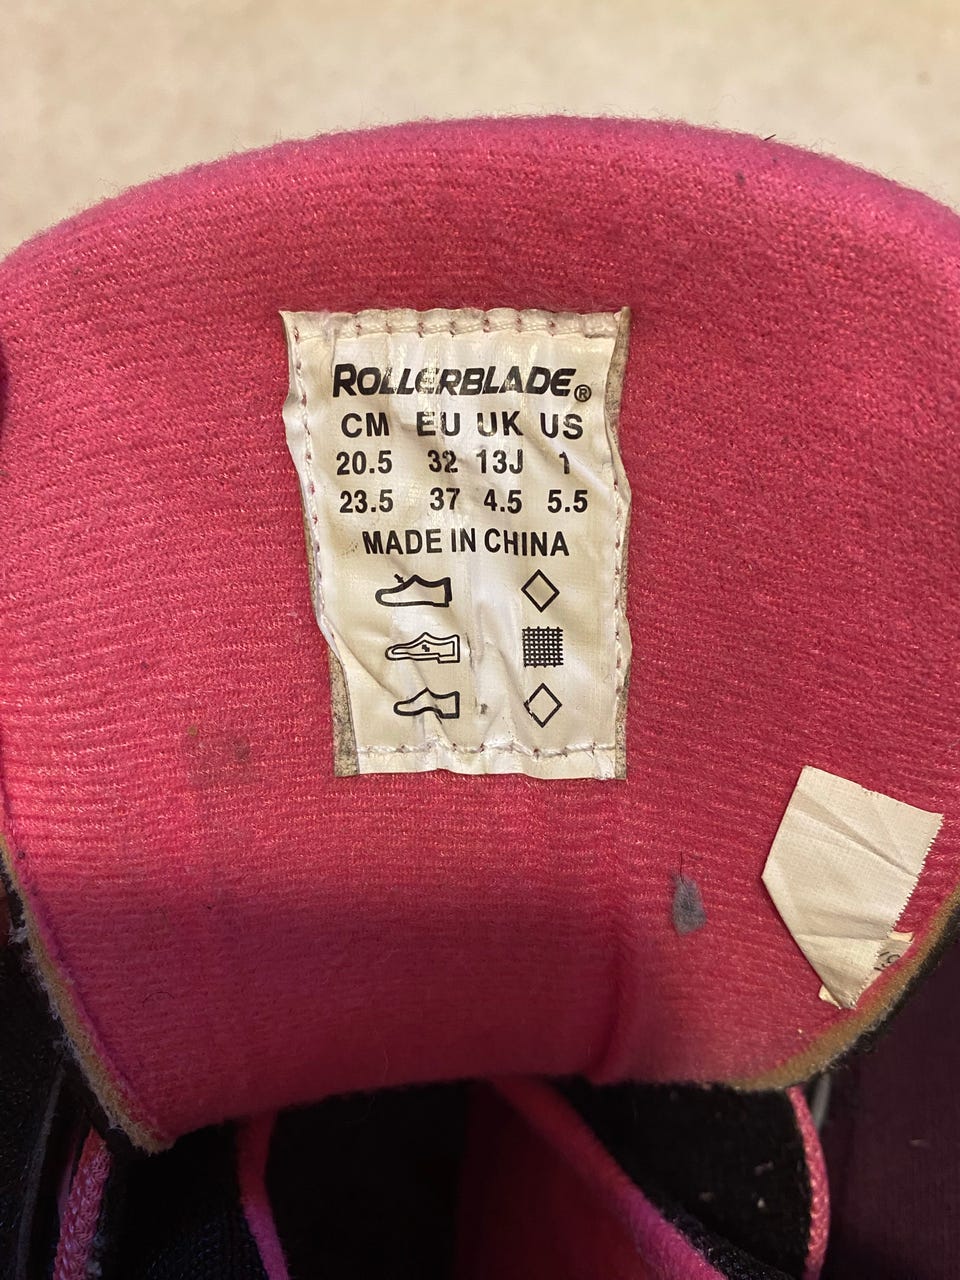 ROLLERBLADE®
CM EU UK US
20.5 32 13J 1
23.5 37 4.5 5.5
MADE IN CHINA